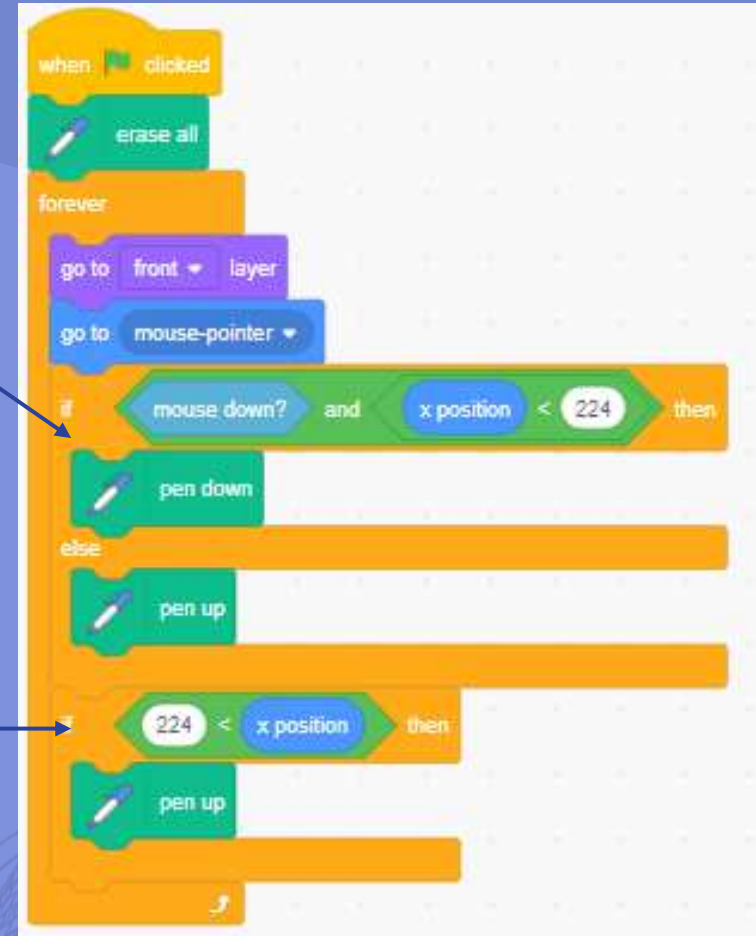 when clicked
erase all
forever
go to front layer
go to mouse-pointer
if mouse down? and x position < 224 then
pen down
else
pen up
if 224 < x position then
pen up